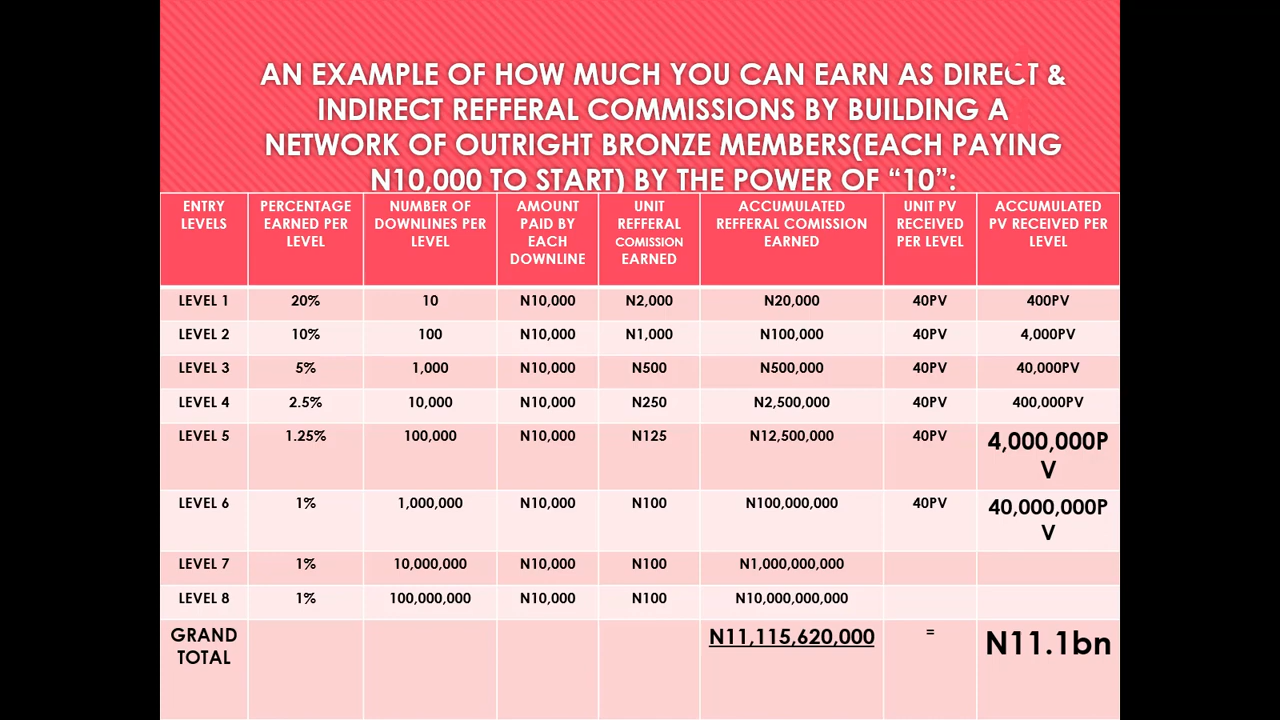 AN EXAMPLE OF HOW MUCH YOU CAN EARN AS DIRECT &
INDIRECT REFFERAL COMMISSIONS BY BUILDING A
NETWORK OF OUTRIGHT BRONZE MEMBERS(EACH PAYING
N10,000 TO START) BY THE POWER OF “10”:
ENTRY LEVELS PERCENTAGE EARNED PER LEVEL NUMBER OF DOWNLINES PER LEVEL AMOUNT PAID BY EACH DOWNLINE UNIT REFFERAL COMISSION EARNED ACCUMULATED REFFERAL COMISSION EARNED UNIT PV RECEIVED PER LEVEL ACCUMULATED PV RECEIVED PER LEVEL
LEVEL 1 20% 10 N10,000 N2,000 N20,000 40PV 400PV
LEVEL 2 10% 100 N10,000 N1,000 N100,000 40PV 4,000PV
LEVEL 3 5% 1,000 N10,000 N500 N500,000 40PV 40,000PV
LEVEL 4 2.5% 10,000 N10,000 N250 N2,500,000 40PV 400,000PV
LEVEL 5 1.25% 100,000 N10,000 N125 N12,500,000 40PV 4,000,000PV
LEVEL 6 1% 1,000,000 N10,000 N100 N100,000,000 40PV 40,000,000PV
LEVEL 7 1% 10,000,000 N10,000 N100 N1,000,000,000
LEVEL 8 1% 100,000,000 N10,000 N100 N10,000,000,000
GRAND TOTAL N11,115,620,000 = N11.1bn